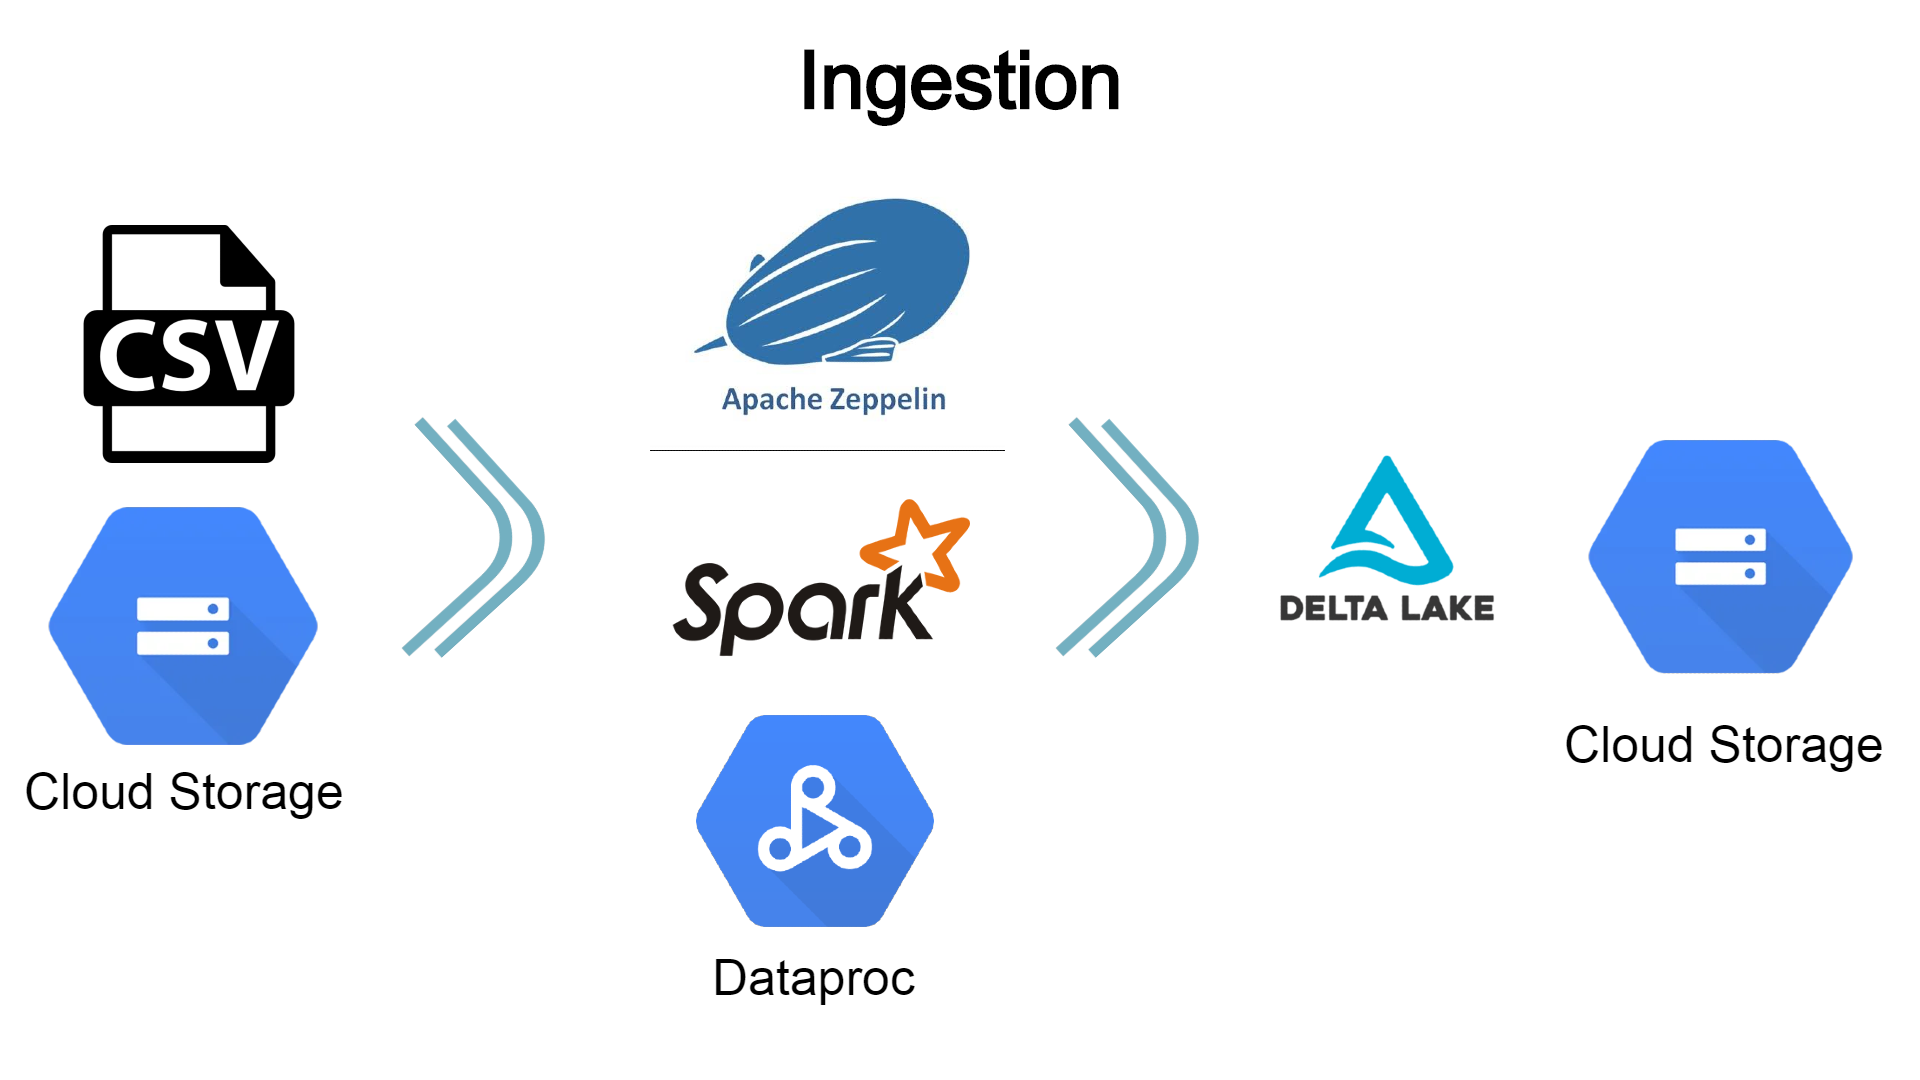 Ingestion
CSV
Cloud Storage
Apache Zeppelin
Spark
Dataproc
DELTA LAKE
Cloud Storage